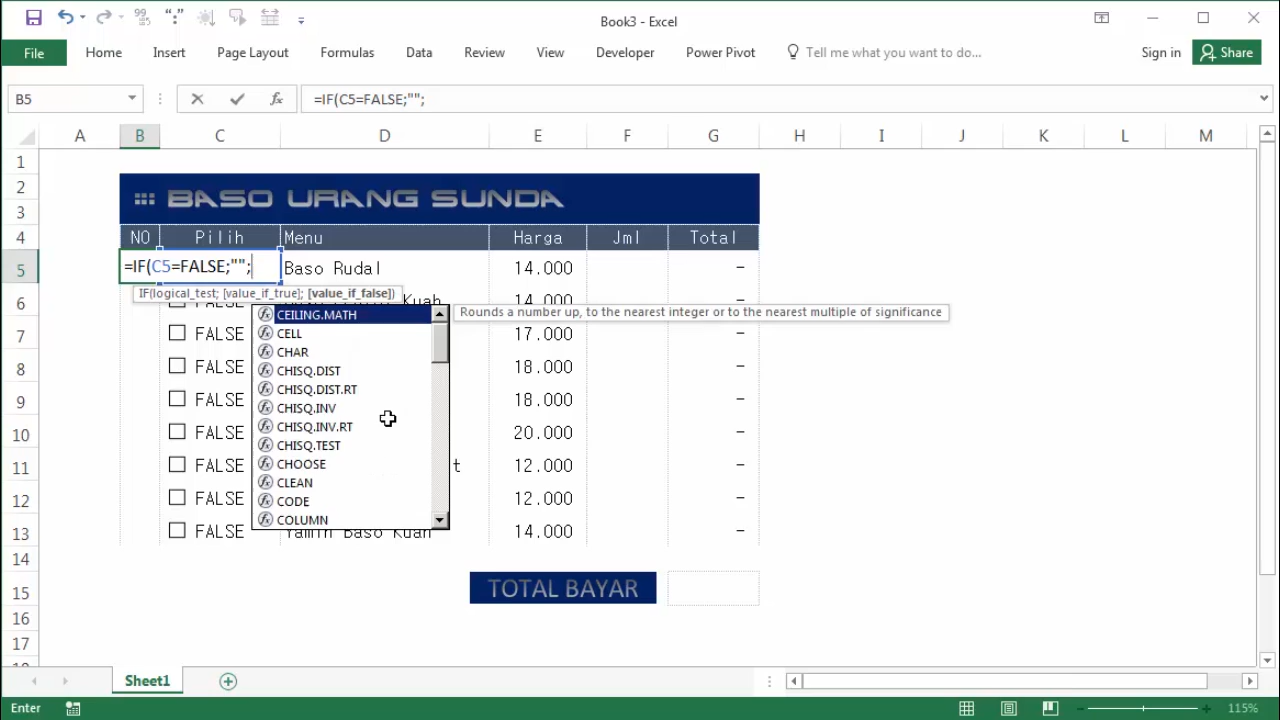 Book3 - Excel
File Home Insert Page Layout Formulas Data Review View Developer Power Pivot Tell me what you want to do... Sign in Share
B5 fx =IF(C5=FALSE;"";
A B C D E F G H I J K L M
1
2
3 BASO URANG SUNDA
4 NO Pilih Menu Harga Jml Total
5 =IF(C5=FALSE;""; Baso Rudal 14.000 -
IF(logical_test; [value_if_true]; [value_if_false])
6 14.000 -
CEILING.MATH Rounds a number up, to the nearest integer or to the nearest multiple of significance
7 FALSE CELL 17.000 -
CHAR
8 FALSE CHISQ.DIST 18.000 -
CHISQ.DIST.RT
9 FALSE CHISQ.INV 18.000 -
10 FALSE CHISQ.INV.RT 20.000 -
CHISQ.TEST
11 FALSE CHOOSE t 12.000 -
CLEAN
12 FALSE CODE 12.000 -
COLUMN
13 FALSE Yamin Baso Kuah 14.000 -
14
15 TOTAL BAYAR
16
17
Sheet1
Enter 115%